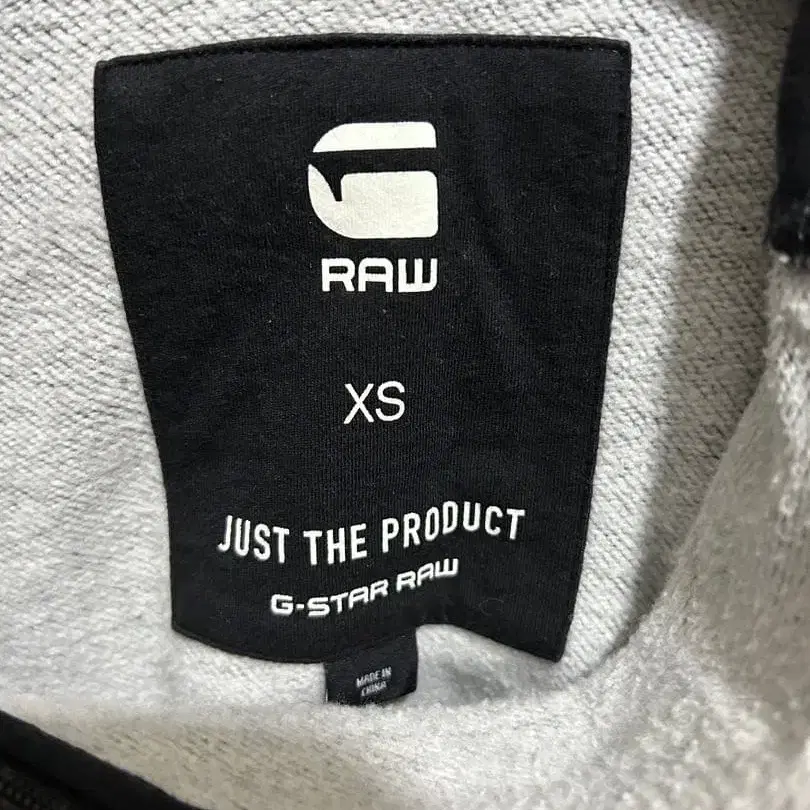 RAW
XS
JUST THE PRODUCT
G-STAR RAW
MADE IN
CHINA